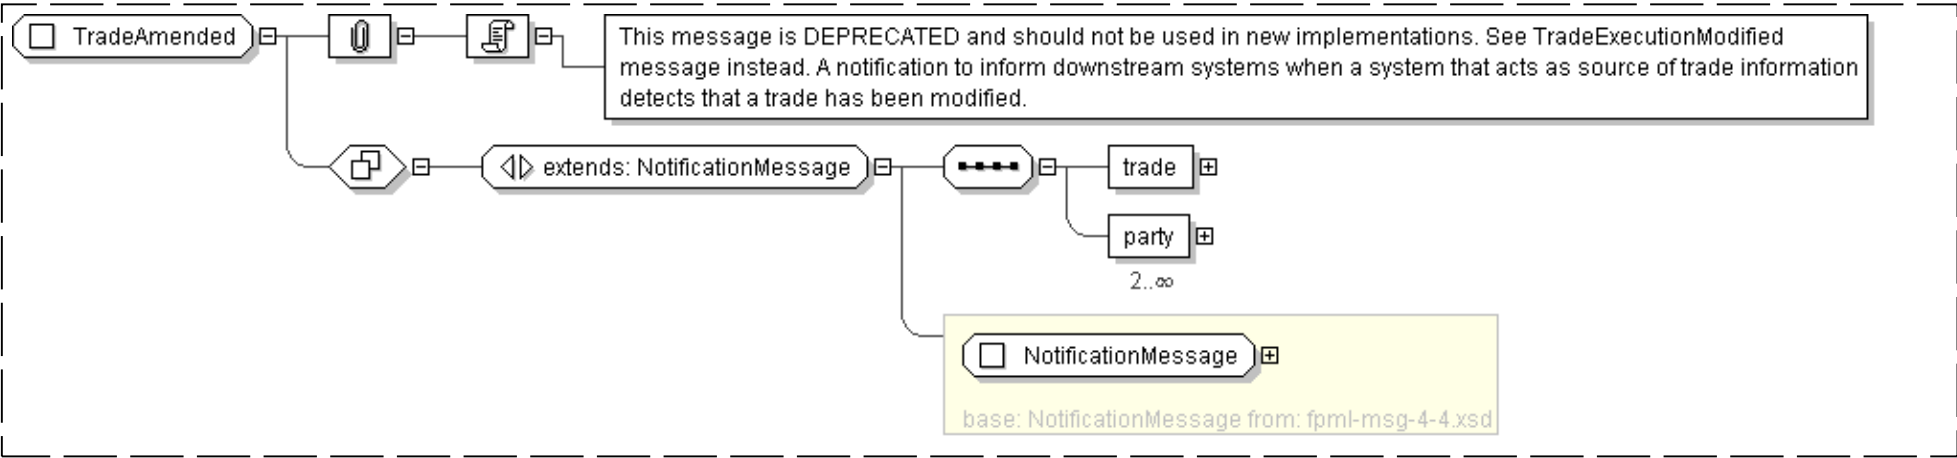 TradeAmended
This message is DEPRECATED and should not be used in new implementations. See TradeExecutionModified
message instead. A notification to inform downstream systems when a system that acts as source of trade information
detects that a trade has been modified.
extends: NotificationMessage
trade
party
2..∞
NotificationMessage
base: NotificationMessage from: fpml-msg-4-4.xsd